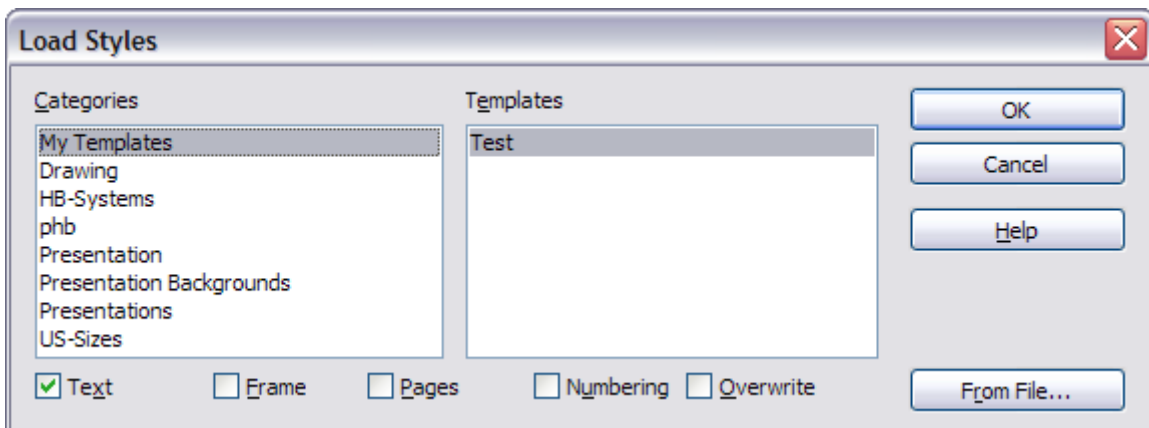 Load Styles
Categories
My Templates
Drawing
HB-Systems
phb
Presentation
Presentation Backgrounds
Presentations
US-Sizes
Templates
Test
OK
Cancel
Help
Text Frame Pages Numbering Overwrite
From File...